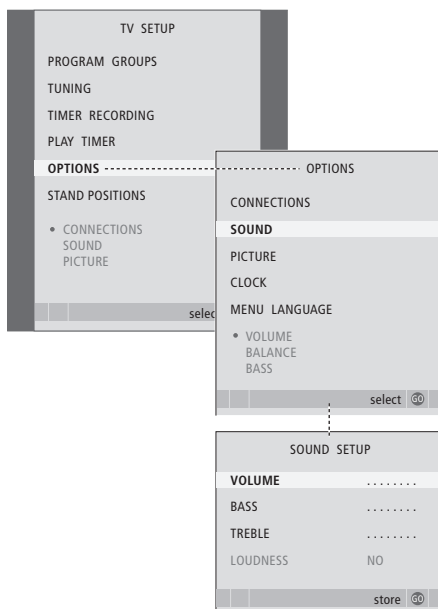 TV SETUP
PROGRAM GROUPS
TUNING
TIMER RECORDING
PLAY TIMER
OPTIONS
STAND POSITIONS
• CONNECTIONS
SOUND
PICTURE
selec
OPTIONS
CONNECTIONS
SOUND
PICTURE
CLOCK
MENU LANGUAGE
• VOLUME
BALANCE
BASS
select GO
SOUND SETUP
VOLUME ........
BASS ........
TREBLE ........
LOUDNESS NO
store GO